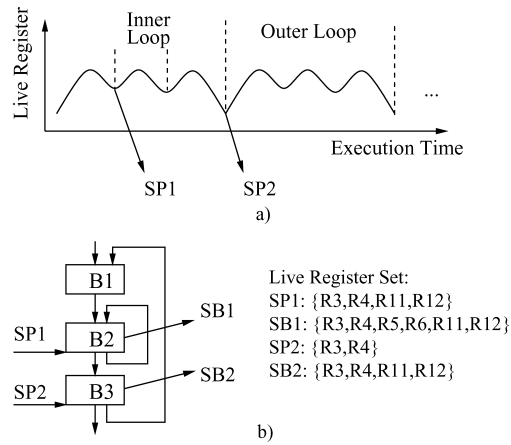 Live Register
Inner
Loop
Outer Loop
...
Execution Time
SP1
SP2
a)
B1
SP1
B2
SB1
SP2
B3
SB2
Live Register Set:
SP1: {R3,R4,R11,R12}
SB1: {R3,R4,R5,R6,R11,R12}
SP2: {R3,R4}
SB2: {R3,R4,R11,R12}
b)